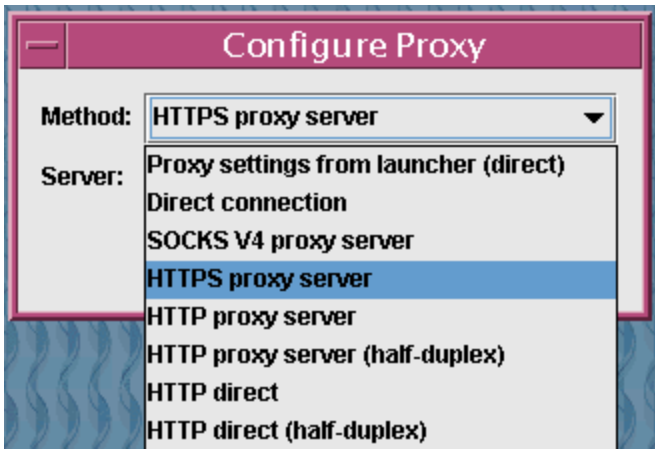 Configure Proxy
Method: HTTPS proxy server
Server:
Proxy settings from launcher (direct)
Direct connection
SOCKS V4 proxy server
HTTPS proxy server
HTTP proxy server
HTTP proxy server (half-duplex)
HTTP direct
HTTP direct (half-duplex)